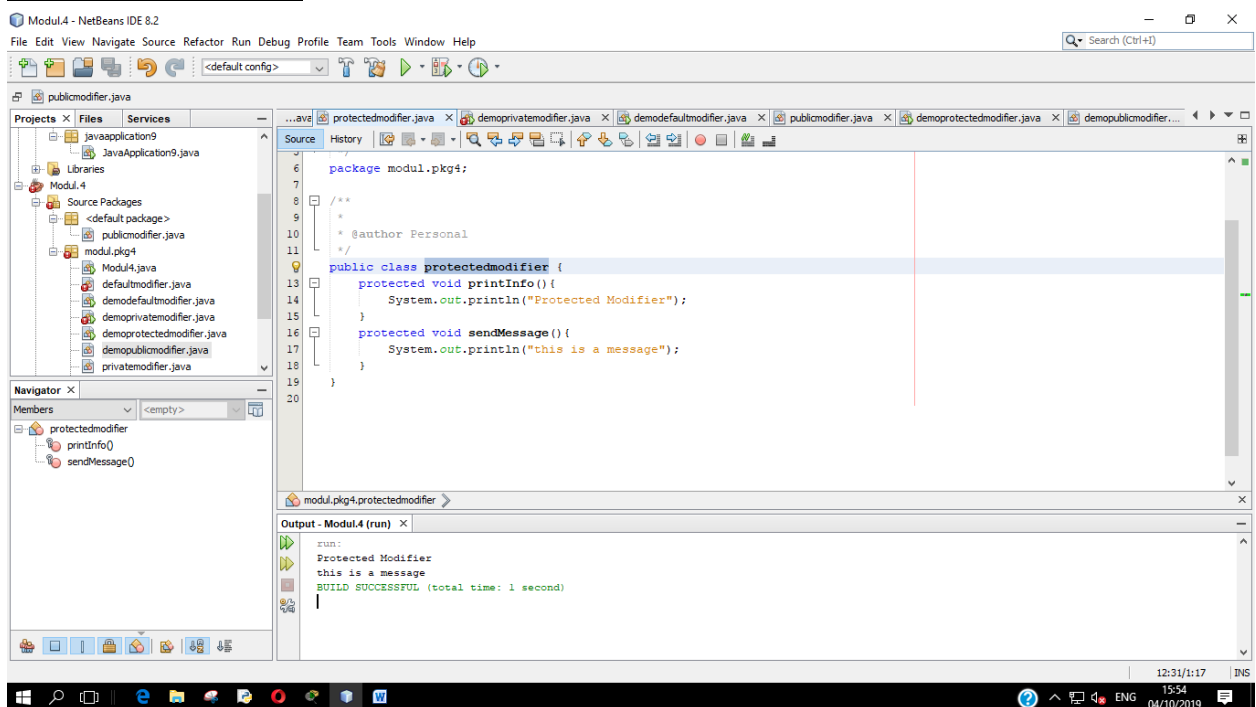 Modul.4 - NetBeans IDE 8.2
File Edit View Navigate Source Refactor Run Debug Profile Team Tools Window Help
Search (Ctrl+I)
<default config>
publicmodifier.java
Projects Files Services
javaapplication9
JavaApplication9.java
Libraries
Modul.4
Source Packages
<default package>
publicmodifier.java
modul.pkg4
Modul4.java
defaultmodifier.java
demodefaultmodifier.java
demoprivatemodifier.java
demoprotectedmodifier.java
demopublicmodifier.java
privatemodifier.java
Navigator
Members <empty>
protectedmodifier
printInfo()
sendMessage()
...ava protectedmodifier.java demoprivatemodifier.java demodefaultmodifier.java publicmodifier.java demoprotectedmodifier.java demopublicmodifier....
Source History
6 package modul.pkg4;
7
8 /**
9 *
10 * @author Personal
11 */
public class protectedmodifier {
13 protected void printInfo(){
14 System.out.println("Protected Modifier");
15 }
16 protected void sendMessage(){
17 System.out.println("this is a message");
18 }
19 }
20
modul.pkg4.protectedmodifier
Output - Modul.4 (run)
run:
Protected Modifier
this is a message
BUILD SUCCESSFUL (total time: 1 second)
12:31/1:17 INS
ENG
15:54
04/10/2019